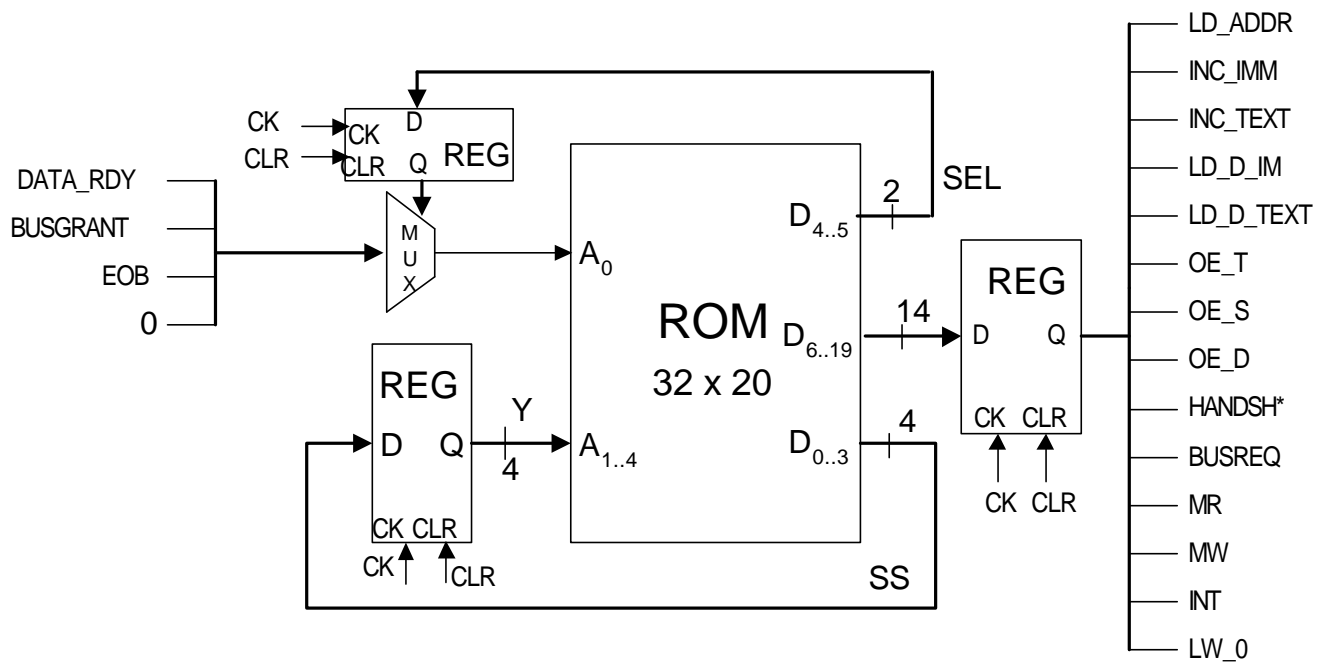 LD_ADDR
INC_IMM
INC_TEXT
LD_D_IM
LD_D_TEXT
OE_T
OE_S
OE_D
HANDSH*
BUSREQ
MR
MW
INT
LW_0
CK
CLR
CK
CLR
D
Q
REG
DATA_RDY
BUSGRANT
EOB
0
M
U
X
A0
A1..4
ROM
32 x 20
D4..5
D6..19
D0..3
2
SEL
14
4
SS
REG
D
Q
CK CLR
CK
CLR
Y
4
REG
D
Q
CK CLR
CK CLR